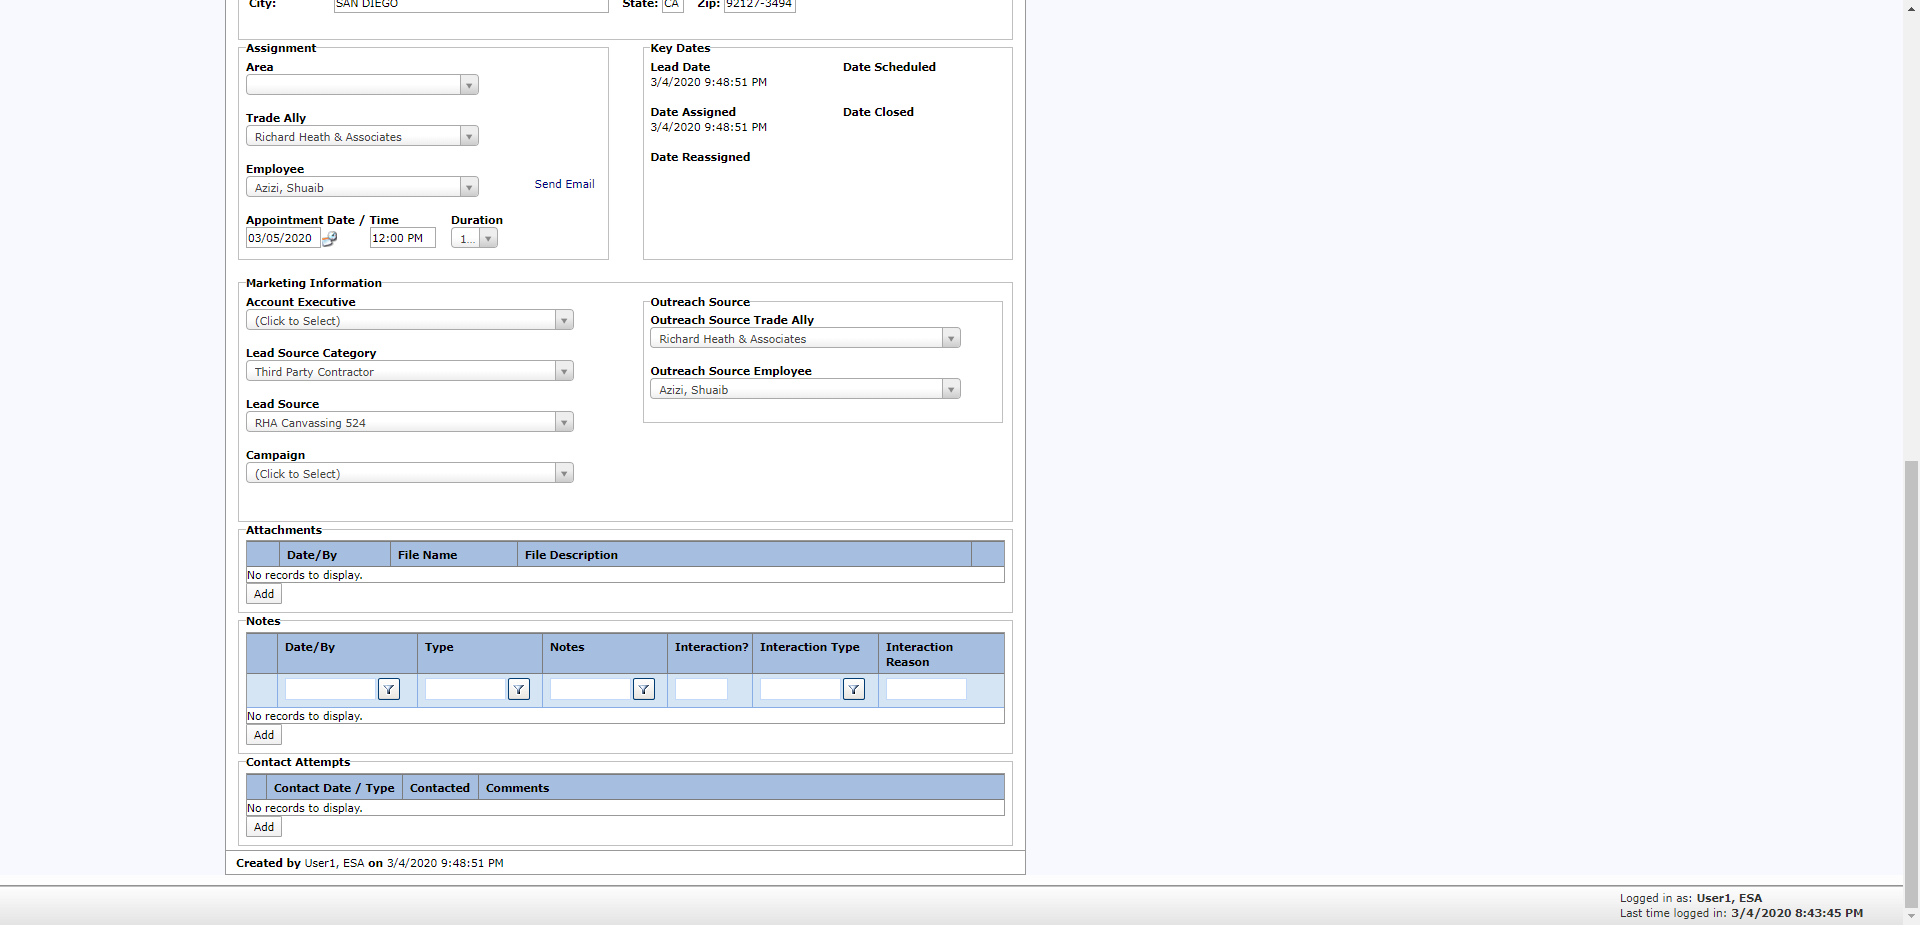 City: SAN DIEGO State: CA Zip: 92127-3494
Assignment
Area
Trade Ally
Richard Heath & Associates
Employee
Azizi, Shuaib
Send Email
Appointment Date / Time Duration
03/05/2020 12:00 PM 1...
Key Dates
Lead Date Date Scheduled
3/4/2020 9:48:51 PM
Date Assigned Date Closed
3/4/2020 9:48:51 PM
Date Reassigned
Marketing Information
Account Executive
(Click to Select)
Lead Source Category
Third Party Contractor
Lead Source
RHA Canvassing 524
Campaign
(Click to Select)
Outreach Source
Outreach Source Trade Ally
Richard Heath & Associates
Outreach Source Employee
Azizi, Shuaib
Attachments
Date/By File Name File Description
No records to display.
Add
Notes
Date/By Type Notes Interaction? Interaction Type Interaction
Reason
No records to display.
Add
Contact Attempts
Contact Date / Type Contacted Comments
No records to display.
Add
Created by User1, ESA on 3/4/2020 9:48:51 PM
Logged in as: User1, ESA
Last time logged in: 3/4/2020 8:43:45 PM